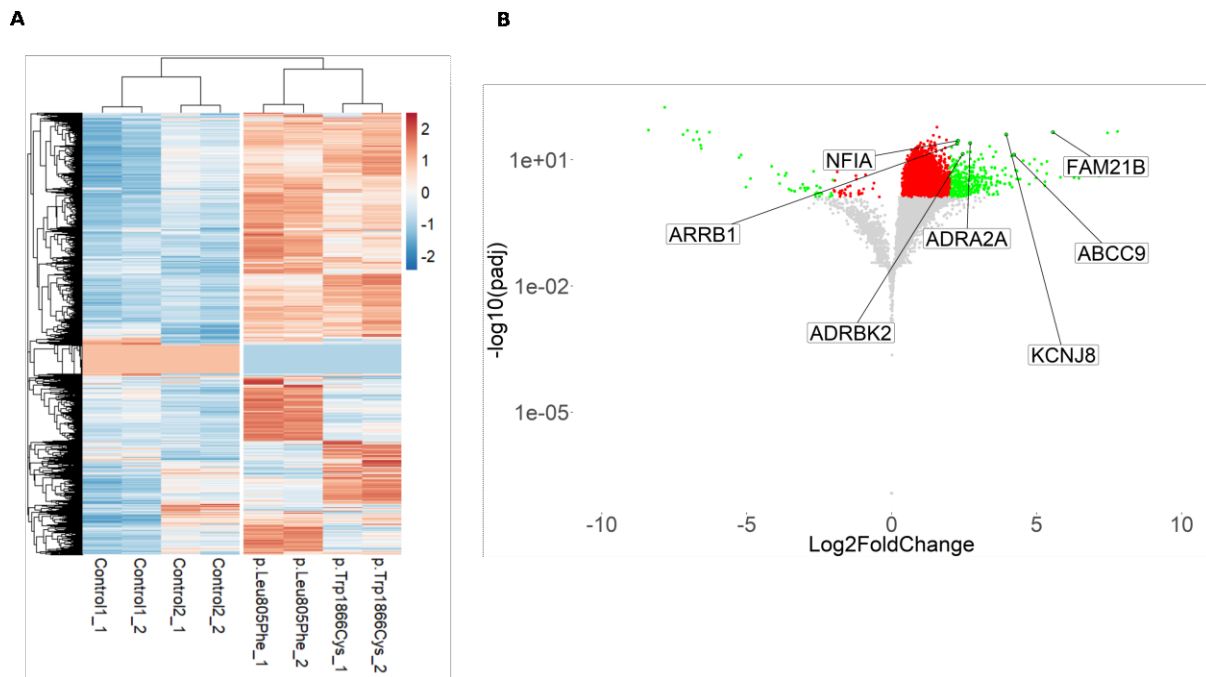 A
2
1
0
-1
-2
Control1_1
Control1_2
Control2_1
Control2_2
p.Leu805Phe_1
p.Leu805Phe_2
p.Trp1866Cys_1
p.Trp1866Cys_2
B
-log10(padj)
1e+01
1e-02
1e-05
NFIA
FAM21B
ARRB1
ADRA2A
ABCC9
ADRBK2
KCNJ8
-10
-5
0
5
10
Log2FoldChange